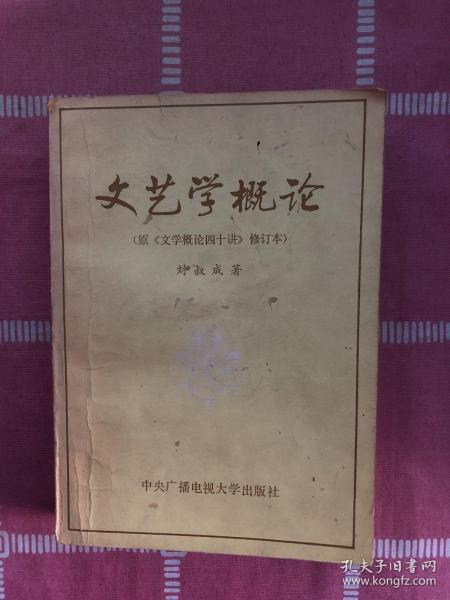 文艺学概论
（原《文学概论四十讲》修订本）
刘叔成著
中央广播电视大学出版社
孔夫子旧书网
www.kongfz.com